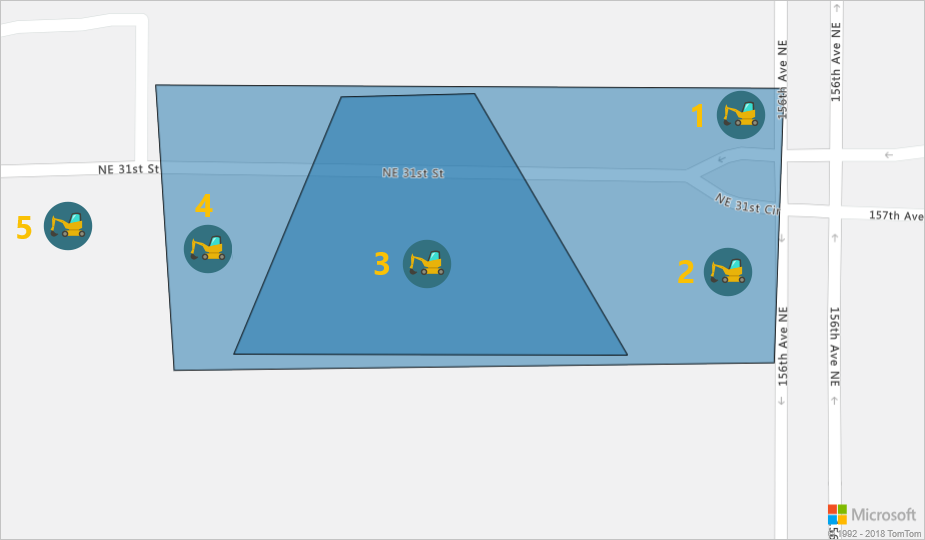 156th Ave NE
156th Ave NE
1
NE 31st St
NE 31st St
4
NE 31st Cir
157th Ave
5
3
2
156th Ave NE
156th Ave NE
Microsoft
© 1992 - 2018 TomTom